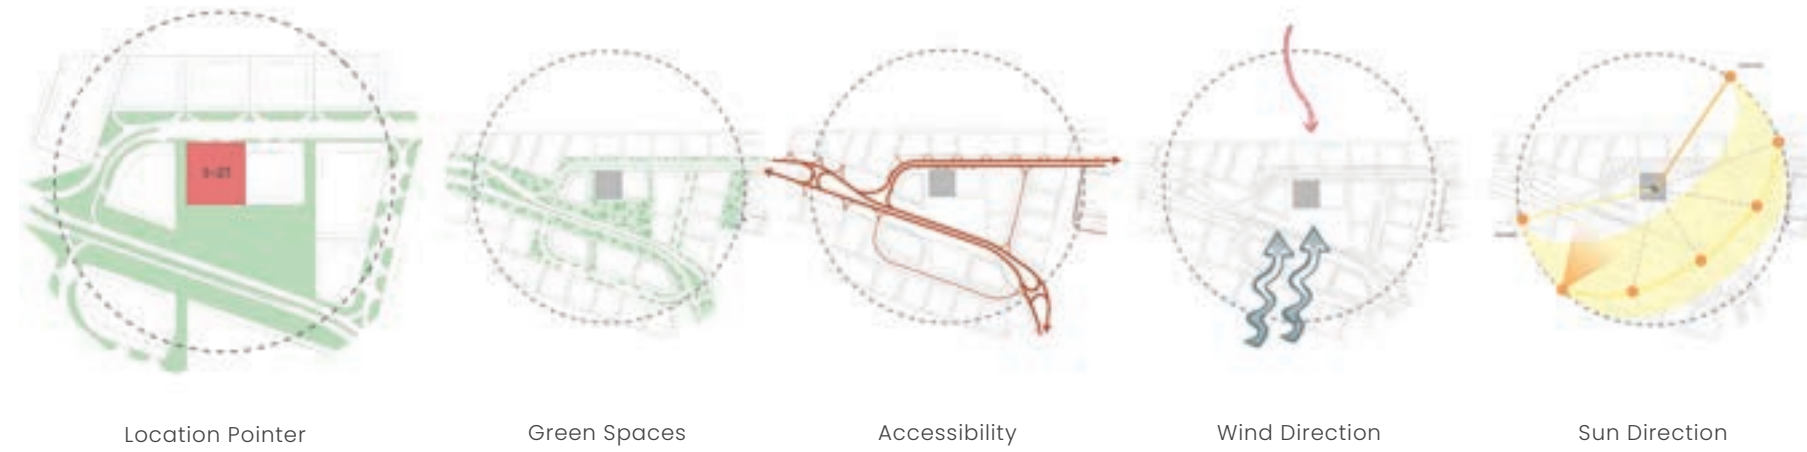 Location Pointer
Green Spaces
Accessibility
Wind Direction
Sun Direction